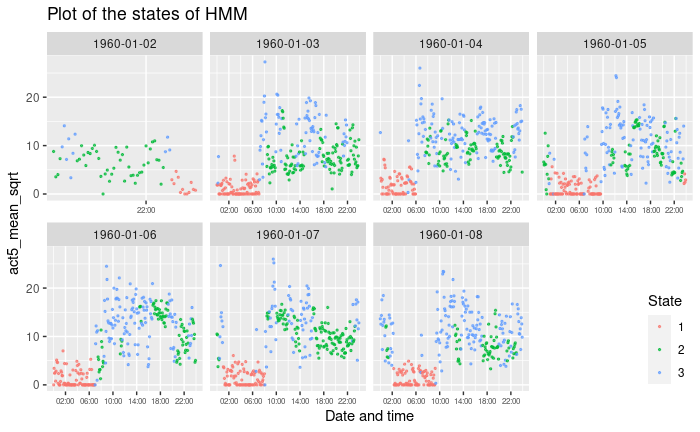 Plot of the states of HMM
1960-01-02 1960-01-03 1960-01-04 1960-01-05
20
10
0
22:00 02:00 06:00 10:00 14:00 18:00 22:00 02:00 06:00 10:00 14:00 18:00 22:00 02:00 06:00 10:00 14:00 18:00 22:00
act5_mean_sqrt
1960-01-06 1960-01-07 1960-01-08
20
10
0
02:00 06:00 10:00 14:00 18:00 22:00 02:00 06:00 10:00 14:00 18:00 22:00 02:00 06:00 10:00 14:00 18:00 22:00
Date and time
State
1
2
3